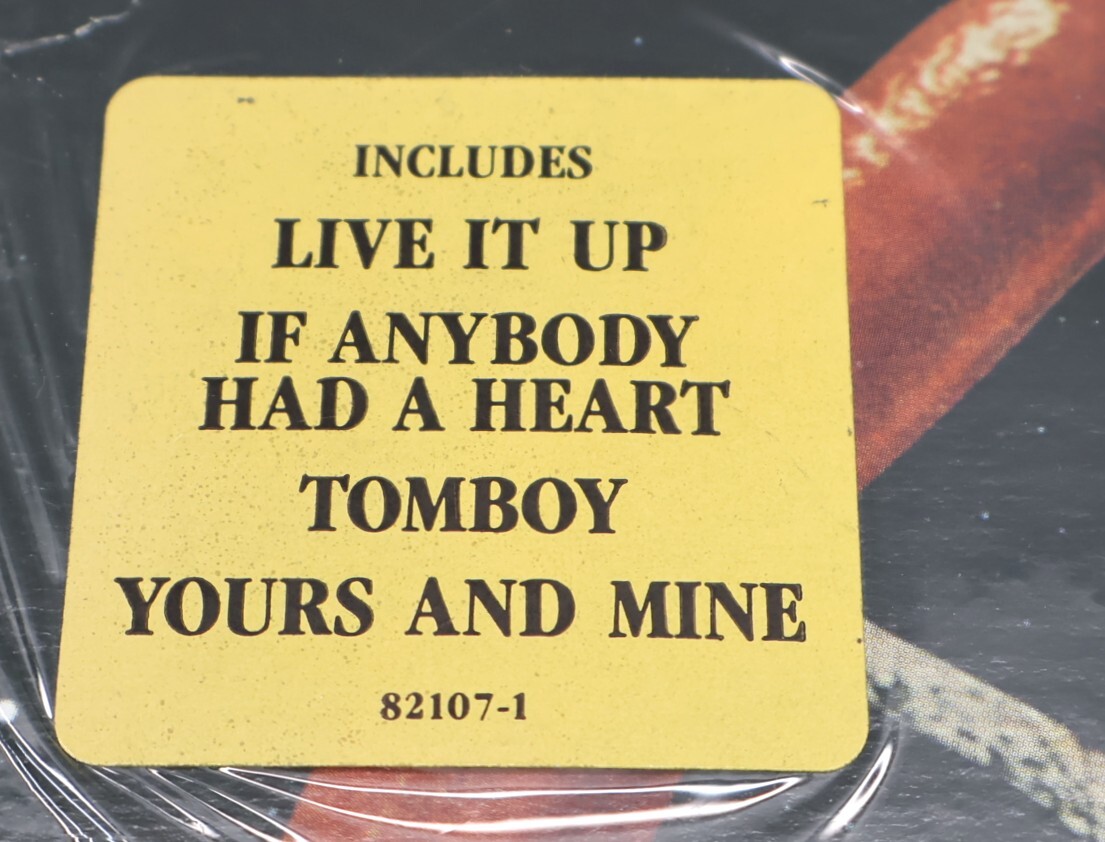 INCLUDES
LIVE IT UP
IF ANYBODY
HAD A HEART
TOMBOY
YOURS AND MINE
82107-1